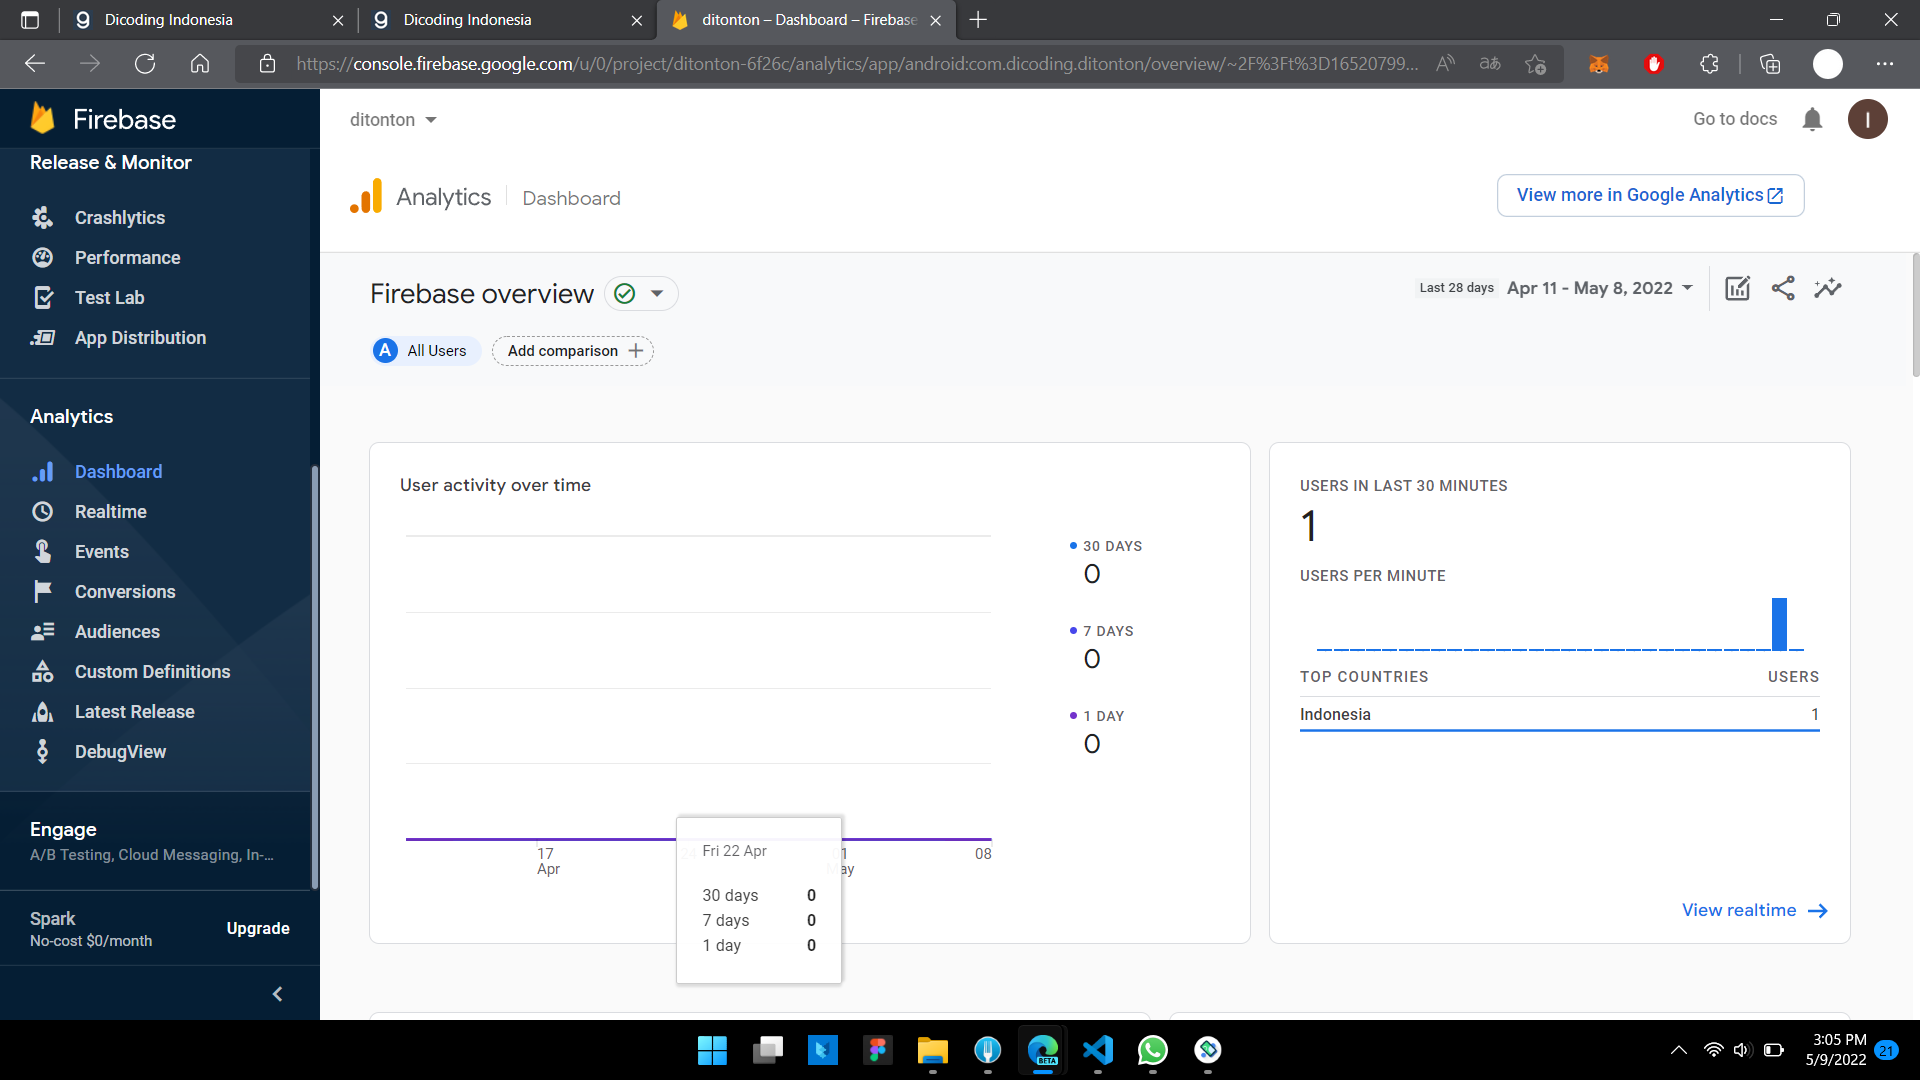 Dicoding Indonesia
Dicoding Indonesia
ditonton – Dashboard – Firebase
https://console.firebase.google.com/u/0/project/ditonton-6f26c/analytics/app/android:com.dicoding.ditonton/overview/~2F%3Ft%3D16520799...
Firebase
ditonton
Go to docs
I
Release & Monitor
Crashlytics
Performance
Test Lab
App Distribution
Analytics
Dashboard
Realtime
Events
Conversions
Audiences
Custom Definitions
Latest Release
DebugView
Engage
A/B Testing, Cloud Messaging, In-...
Spark
No-cost $0/month
Upgrade
Analytics
Dashboard
View more in Google Analytics
Firebase overview
Last 28 days
Apr 11 - May 8, 2022
A
All Users
Add comparison
User activity over time
30 DAYS
0
7 DAYS
0
1 DAY
0
17
Apr
08
Fri 22 Apr
30 days 0
7 days 0
1 day 0
USERS IN LAST 30 MINUTES
1
USERS PER MINUTE
TOP COUNTRIES USERS
Indonesia 1
View realtime
BETA
3:05 PM
5/9/2022
21